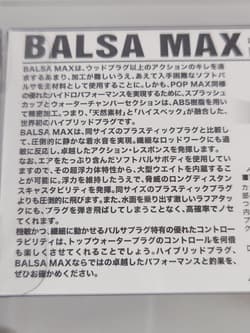 BALSA MAX
BALSA MAXは、ウッドプラグ以上のアクションのキレを追
求するあまり、加工が難しいうえ、あえて入手困難なソフトバ
ルサを主材料として使用することに。しかも、POP MAX同様
の優れたハイドロパフォーマンスを実現するために、スプラッシュ
カップとウォーターチャンバーセクションは、ABS樹脂を用い
て精密加工。つまり、「天然素材」と「ハイスペック」が融合した、
世界初のハイブリッドプラグです。
BALSA MAXは、同サイズのプラスティックプラグと比較し
て、圧倒的に静かな着水音を実現。繊細なロッドワークにも過
敏に反応し、卓越したアクションレスポンスを発揮します。
なお、エアをたっぷり含んだソフトバルサボディを使用していま
すので、その超浮力体特性から、大型ウエイトを内蔵するこ
とが可能に。浮力を維持したうえで、脅威のロングディスタン
スキャスタビリティを発揮。同サイズのプラスティックプラグ
よりも圧倒的に飛びます。また、水面を乗り出す激しいラフアタッ
クにも、プラグを弾き飛ばしてしまうことなく、高確率でノセ
てくれます。
機敏かつ、繊細に動かせるバルサプラグ特有の優れたコントロー
ラビリティは、トップウォータープラグのコントロールを何倍
も楽しくさせてくれることでしょう。ハイブリッドプラグ、
BALSA MAXならではの卓越したパフォーマンスと釣果を、
ぜひお確かめください。